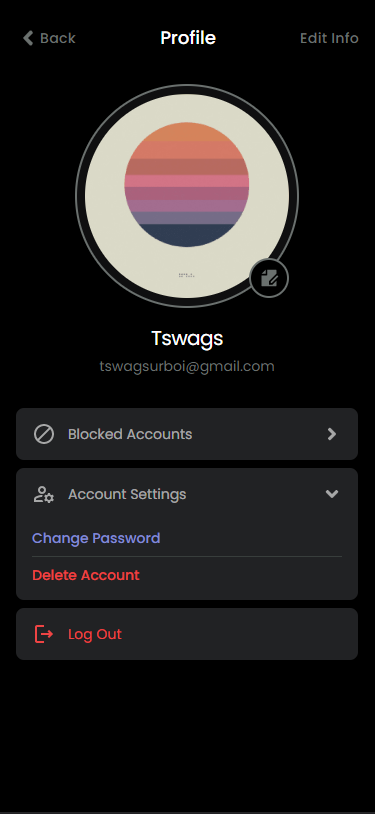 Back
Profile
Edit Info
Tswags
tswagsurboi@gmail.com
Blocked Accounts
Account Settings
Change Password
Delete Account
Log Out